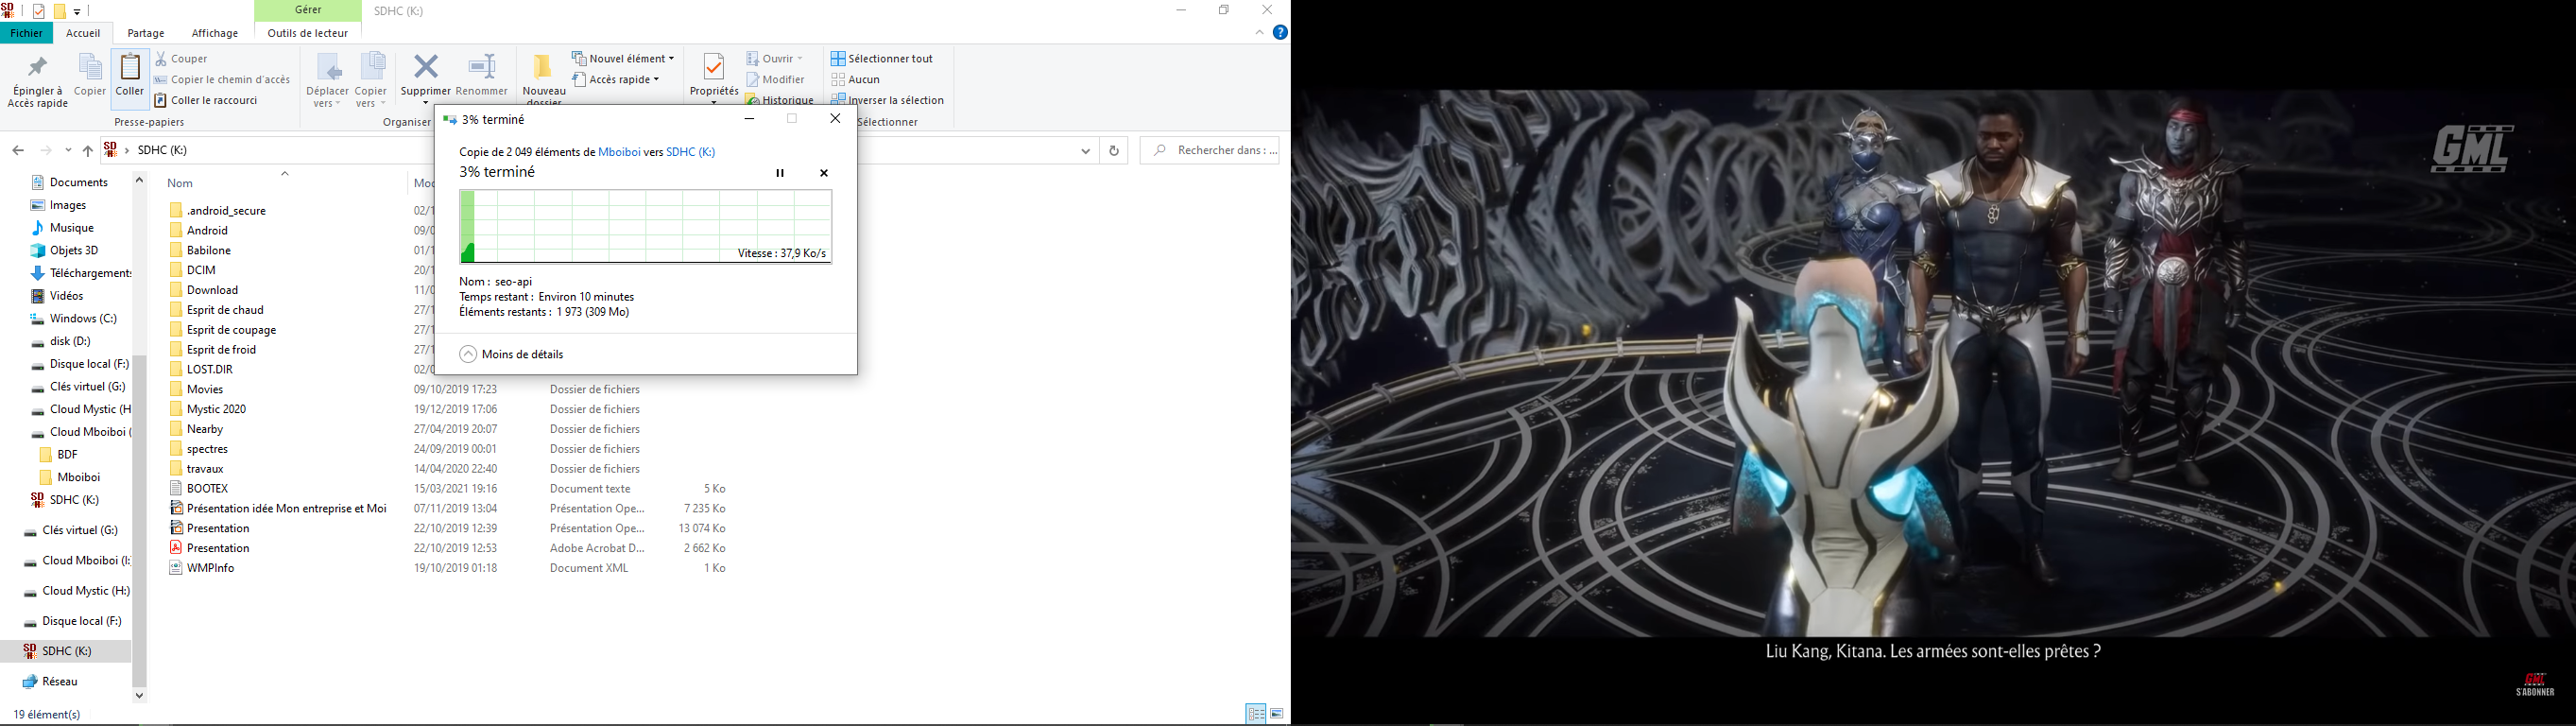 Gérer
SDHC (K:)
Fichier
Accueil
Partage
Affichage
Outils de lecteur
Épingler à
Accès rapide
Copier
Coller
Couper
Copier le chemin d'accès
Coller le raccourci
Presse-papiers
Déplacer
vers
Copier
vers
Supprimer
Renommer
Organiser
Nouveau
dossier
Nouvel élément
Accès rapide
Propriétés
Ouvrir
Modifier
Historique
Sélectionner tout
Aucun
Inverser la sélection
Sélectionner
SDHC (K:)
Rechercher dans : ...
3% terminé
Copie de 2 049 éléments de Mboiboi vers SDHC (K:)
3% terminé
Vitesse : 37,9 Ko/s
Nom : seo-api
Temps restant : Environ 10 minutes
Éléments restants : 1 973 (309 Mo)
Moins de détails
Documents
Images
Musique
Objets 3D
Téléchargements
Vidéos
Windows (C:)
disk (D:)
Disque local (F:)
Clés virtuel (G:)
Cloud Mystic (H
Cloud Mboiboi (
BDF
Mboiboi
SDHC (K:)
Clés virtuel (G:)
Cloud Mboiboi (I:
Cloud Mystic (H:)
Disque local (F:)
SDHC (K:)
Réseau
Nom
Mod
.android_secure 02/1
Android 09/0
Babilone 01/1
DCIM 20/1
Download 11/0
Esprit de chaud 27/1
Esprit de coupage 27/1
Esprit de froid 27/1
LOST.DIR 02/0
Movies 09/10/2019 17:23 Dossier de fichiers
Mystic 2020 19/12/2019 17:06 Dossier de fichiers
Nearby 27/04/2019 20:07 Dossier de fichiers
spectres 24/09/2019 00:01 Dossier de fichiers
travaux 14/04/2020 22:40 Dossier de fichiers
BOOTEX 15/03/2021 19:16 Document texte 5 Ko
Présentation idée Mon entreprise et Moi 07/11/2019 13:04 Présentation Ope... 7 235 Ko
Presentation 22/10/2019 12:39 Présentation Ope... 13 074 Ko
Presentation 22/10/2019 12:53 Adobe Acrobat D... 2 662 Ko
WMPInfo 19/10/2019 01:18 Document XML 1 Ko
19 élément(s)
GML
Liu Kang, Kitana. Les armées sont-elles prêtes ?
GML
S'ABONNER